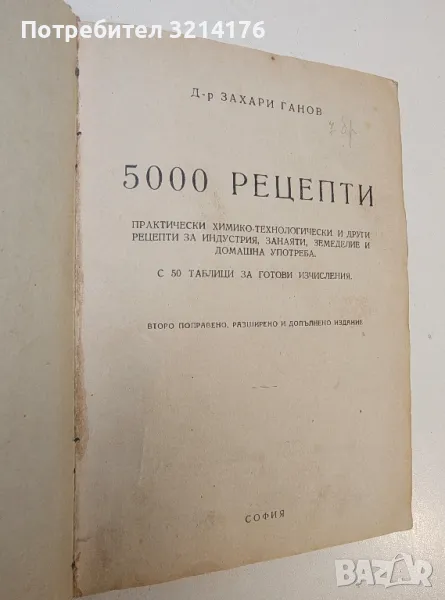 Потребител 3214176
Д-р ЗАХАРИ ГАНОВ
5000 РЕЦЕПТИ
ПРАКТИЧЕСКИ ХИМИКО-ТЕХНОЛОГИЧЕСКИ И ДРУГИ
РЕЦЕПТИ ЗА ИНДУСТРИЯ, ЗАНАЯТИ, ЗЕМЕДЕЛИЕ И
ДОМАШНА УПОТРЕБА.
С 50 ТАБЛИЦИ ЗА ГОТОВИ ИЗЧИСЛЕНИЯ.
ВТОРО ПОПРАВЕНО, РАЗШИРЕНО И ДОПЪЛНЕНО ИЗДАНИЕ
СОФИЯ
BAZAR